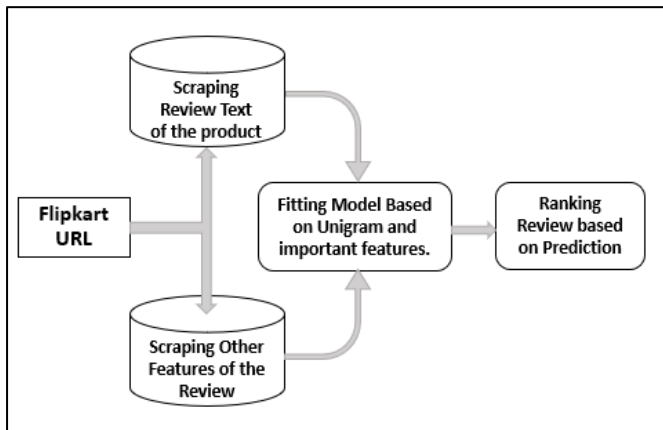 Scraping
Review Text
of the product
Flipkart
URL
Fitting Model Based
on Unigram and
important features.
Ranking
Review based
on Prediction
Scraping Other
Features of the
Review